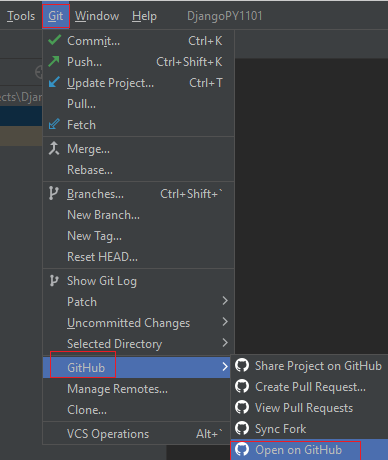 Tools Git Window Help DjangoPY1101
Commit... Ctrl+K
Push... Ctrl+Shift+K
ects\Djan
Update Project... Ctrl+T
Pull...
Fetch
Merge...
Rebase...
Branches... Ctrl+Shift+`
New Branch...
New Tag...
Reset HEAD...
Show Git Log
Patch
Uncommitted Changes
Selected Directory
GitHub
Share Project on GitHub
Manage Remotes...
Create Pull Request...
Clone...
View Pull Requests
VCS Operations Alt+`
Sync Fork
Open on GitHub